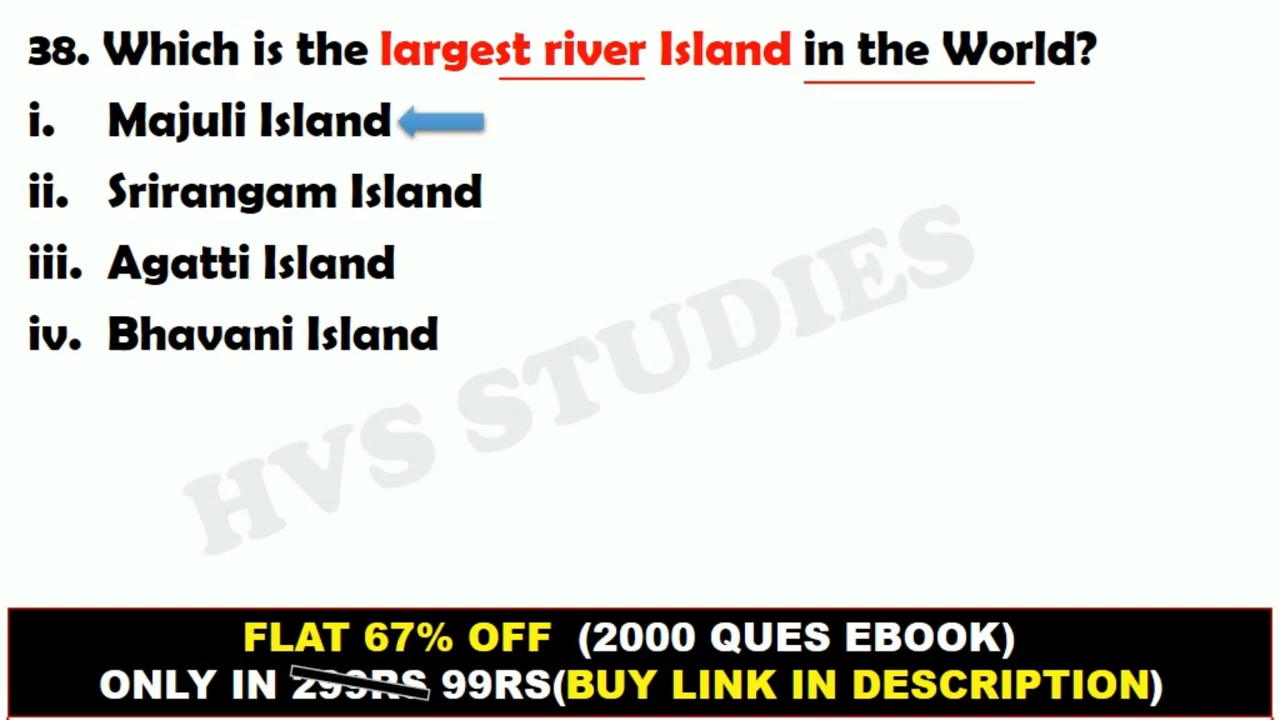 38. Which is the largest river Island in the World?
i. Majuli Island
ii. Srirangam Island
iii. Agatti Island
iv. Bhavani Island
HVS STUDIES
FLAT 67% OFF (2000 QUES EBOOK)
ONLY IN 299RS 99RS(BUY LINK IN DESCRIPTION)